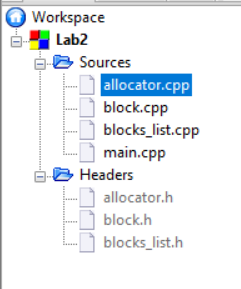 Workspace
Lab2
Sources
allocator.cpp
block.cpp
blocks_list.cpp
main.cpp
Headers
allocator.h
block.h
blocks_list.h